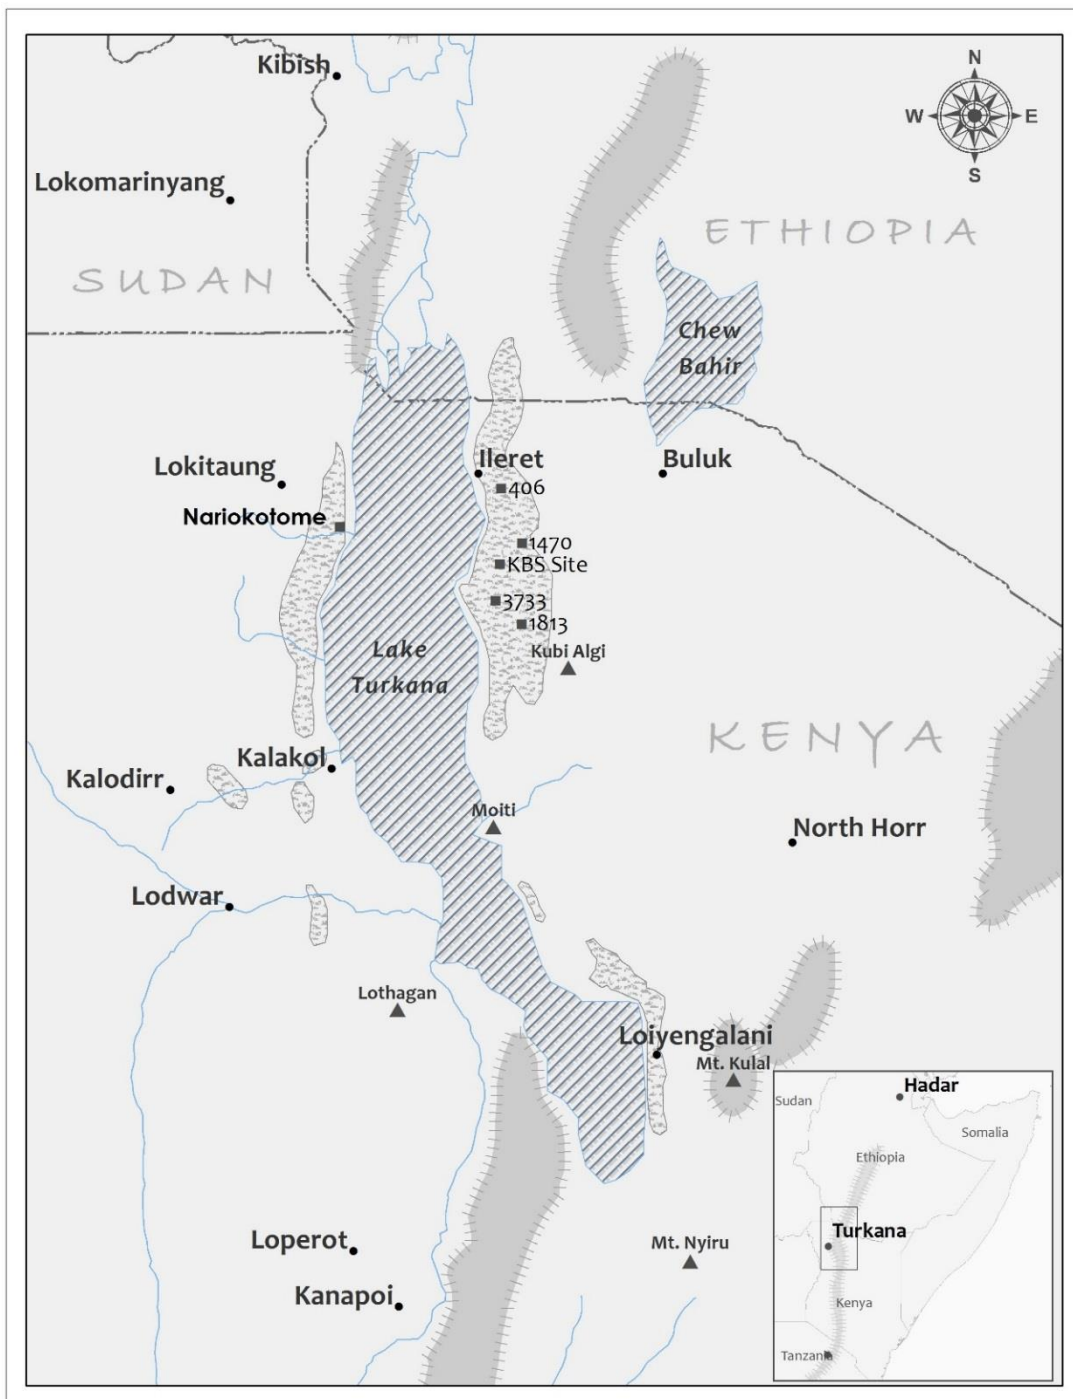 Kibish
N
W
E
S
Lokomarinyang
ETHIOPIA
SUDAN
Chew
Bahir
Lokitaung
Ileret
Buluk
406
Nariokotome
1470
KBS Site
3733
1813
Lake
Turkana
Kubi Algi
KENYA
Kalakol
Kalodirr
Moiti
North Horr
Lodwar
Lothagan
Loiyengalani
Mt. Kulal
Loperot
Kanapoi
Mt. Nyiru
Hadar
Sudan
Somalia
Ethiopia
Turkana
Kenya
Tanzania